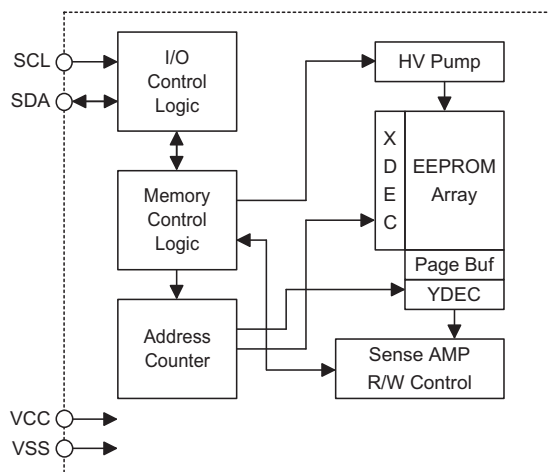 SCL
SDA
I/O
Control
Logic
HV Pump
X
D
E
C
EEPROM
Array
Memory
Control
Logic
Page Buf
YDEC
Address
Counter
Sense AMP
R/W Control
VCC
VSS